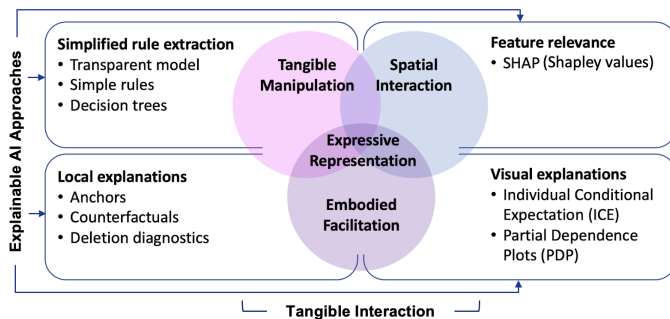 Explainable AI Approaches
Simplified rule extraction
• Transparent model
• Simple rules
• Decision trees
Tangible
Manipulation
Spatial
Interaction
Feature relevance
• SHAP (Shapley values)
Expressive
Representation
Local explanations
• Anchors
• Counterfactuals
• Deletion diagnostics
Embodied
Facilitation
Visual explanations
• Individual Conditional
Expectation (ICE)
• Partial Dependence
Plots (PDP)
Tangible Interaction